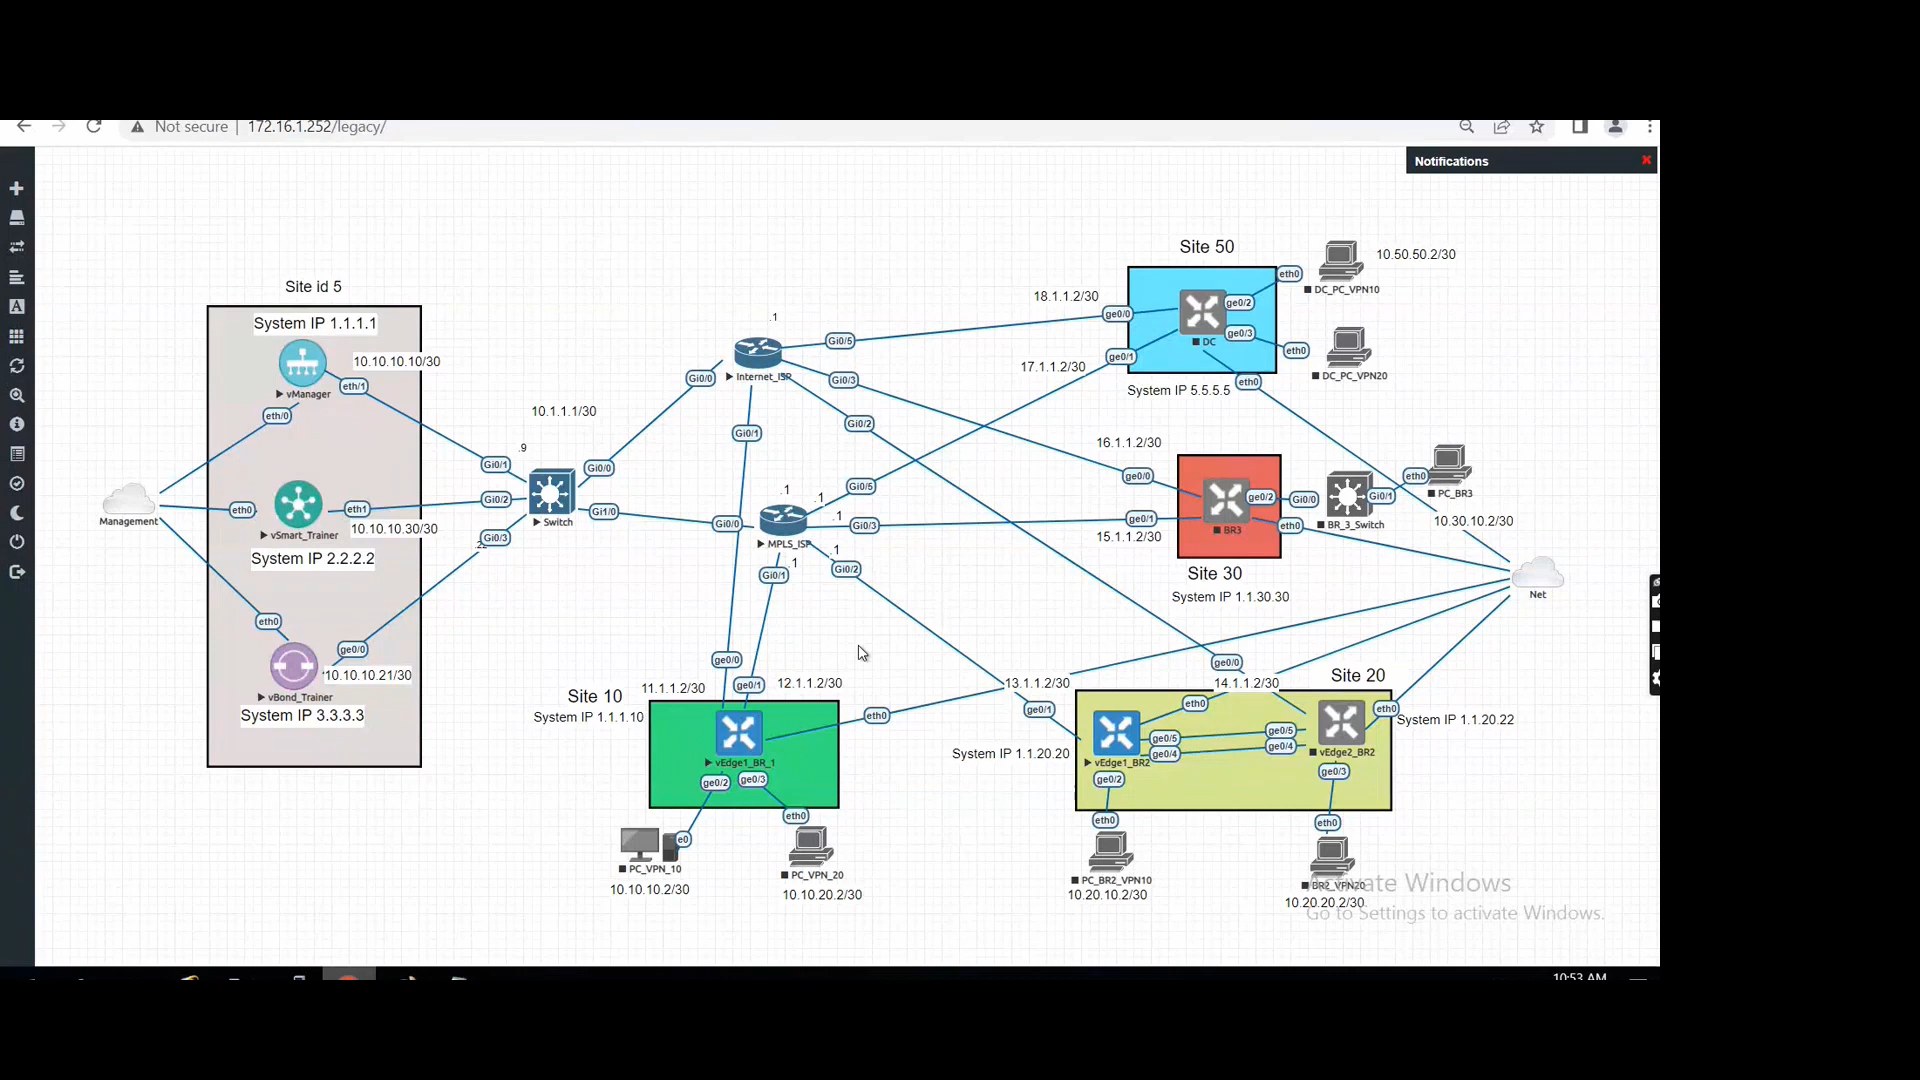 Not secure | 172.16.1.252/legacy/
Notifications
Site 50
10.50.50.2/30
DC_PC_VPN10
18.1.1.2/30
ge0/0
ge0/2
eth0
DC
ge0/3
eth0
DC_PC_VPN20
17.1.1.2/30
ge0/1
System IP 5.5.5.5
eth0
Site id 5
System IP 1.1.1.1
10.10.10.10/30
vManager
eth/1
eth/0
Management
eth0
eth1
vSmart_Trainer
10.10.10.30/30
System IP 2.2.2.2
eth0
ge0/0
vBond_Trainer
10.10.10.21/30
System IP 3.3.3.3
10.1.1.1/30
.9
Gi0/1
Gi0/2
Gi0/3
Gi0/0
Gi1/0
Switch
.1
Internet_ISP
Gi0/0
Gi0/5
Gi0/3
Gi0/2
Gi0/1
.1
.1
.1
.1
.1
MPLS_ISP
Gi0/0
Gi0/5
Gi0/3
Gi0/2
Gi0/1
16.1.1.2/30
ge0/0
ge0/1
15.1.1.2/30
ge0/2
BR3
eth0
Gi0/0
Gi0/1
BR_3_Switch
eth0
PC_BR3
10.30.10.2/30
Site 30
System IP 1.1.30.30
Net
Site 10
System IP 1.1.1.10
11.1.1.2/30
12.1.1.2/30
ge0/0
ge0/1
vEdge1_BR_1
eth0
ge0/2
ge0/3
e0
eth0
PC_VPN_10
10.10.10.2/30
PC_VPN_20
10.10.20.2/30
13.1.1.2/30
14.1.1.2/30
Site 20
ge0/1
ge0/0
eth0
eth0
System IP 1.1.20.20
System IP 1.1.20.22
vEdge1_BR2
ge0/5
ge0/4
ge0/5
ge0/4
vEdge2_BR2
ge0/2
ge0/3
eth0
eth0
PC_BR2_VPN10
10.20.10.2/30
BR2_VPN20
10.20.20.2/30
Activate Windows
Go to Settings to activate Windows.
10:53 AM